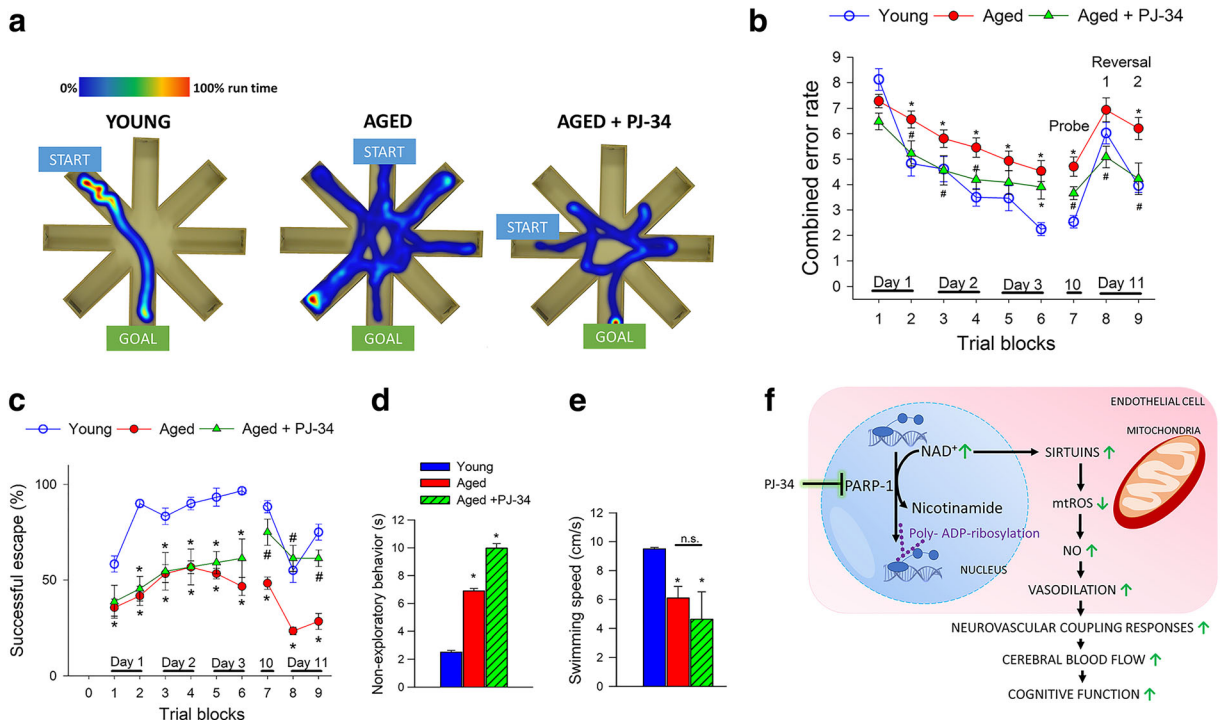 a
0%
100% run time
YOUNG
START
GOAL
AGED
START
GOAL
AGED + PJ-34
START
GOAL
b
Young
Aged
Aged + PJ-34
Combined error rate
9
8
7
6
5
4
3
2
1
0
Reversal
1 2
Probe
* * * * * * *
# # # # # #
*
Day 1 Day 2 Day 3 10 Day 11
1 2 3 4 5 6 7 8 9
Trial blocks
c
Young
Aged
Aged + PJ-34
Successful escape (%)
100
50
0
* * * * *
# # #
* * * * * * * * *
Day 1 Day 2 Day 3 10 Day 11
0 1 2 3 4 5 6 7 8 9
Trial blocks
d
Young
Aged
Aged +PJ-34
Non-exploratory behavior (s)
12
10
8
6
4
2
0
* *
e
Swimming speed (cm/s)
12
10
8
6
4
2
0
n.s.
* *
f
ENDOTHELIAL CELL
MITOCHONDRIA
NAD+ ↑
SIRTUINS ↑
PJ-34
PARP-1
mtROS ↓
Nicotinamide
Poly- ADP-ribosylation
NO ↑
NUCLEUS
VASODILATION ↑
NEUROVASCULAR COUPLING RESPONSES ↑
CEREBRAL BLOOD FLOW ↑
COGNITIVE FUNCTION ↑